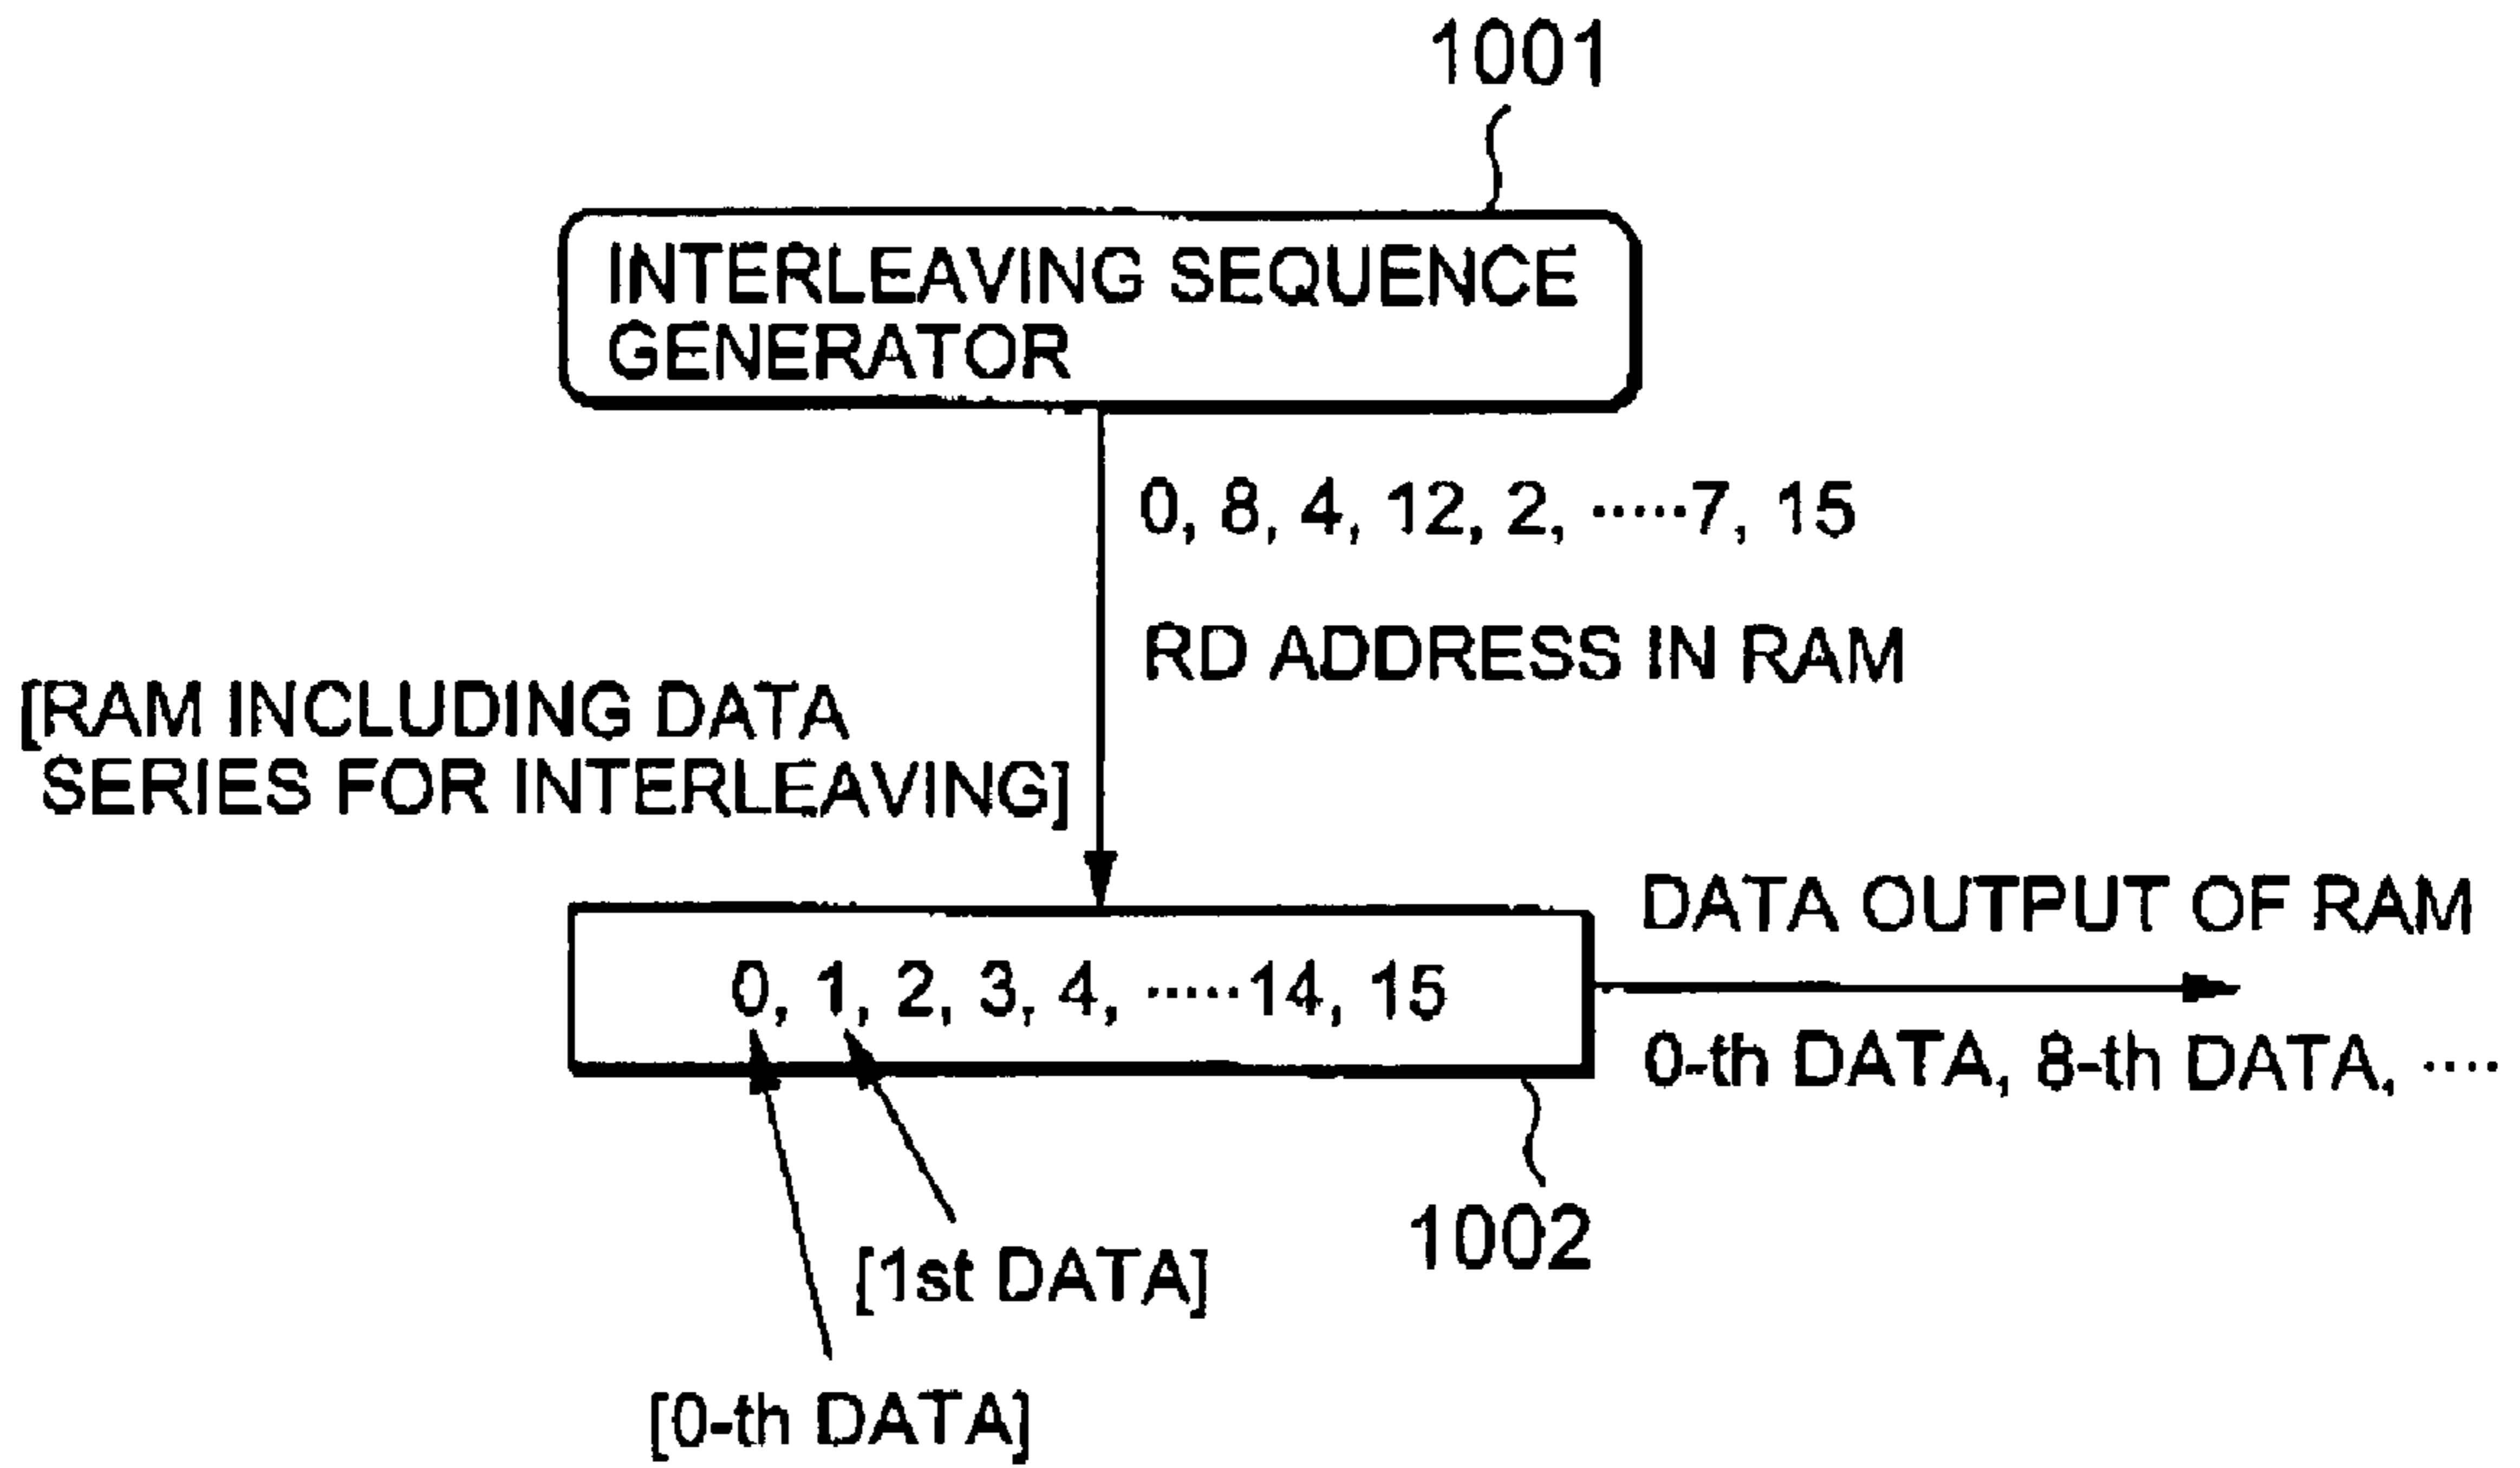 1001
INTERLEAVING SEQUENCE
GENERATOR
0, 8, 4, 12, 2, ·····7, 15
RD ADDRESS IN RAM
[RAM INCLUDING DATA
SERIES FOR INTERLEAVING]
DATA OUTPUT OF RAM
0, 1, 2, 3, 4, ·····14, 15
0-th DATA, 8-th DATA, ····
1002
[1st DATA]
[0-th DATA]